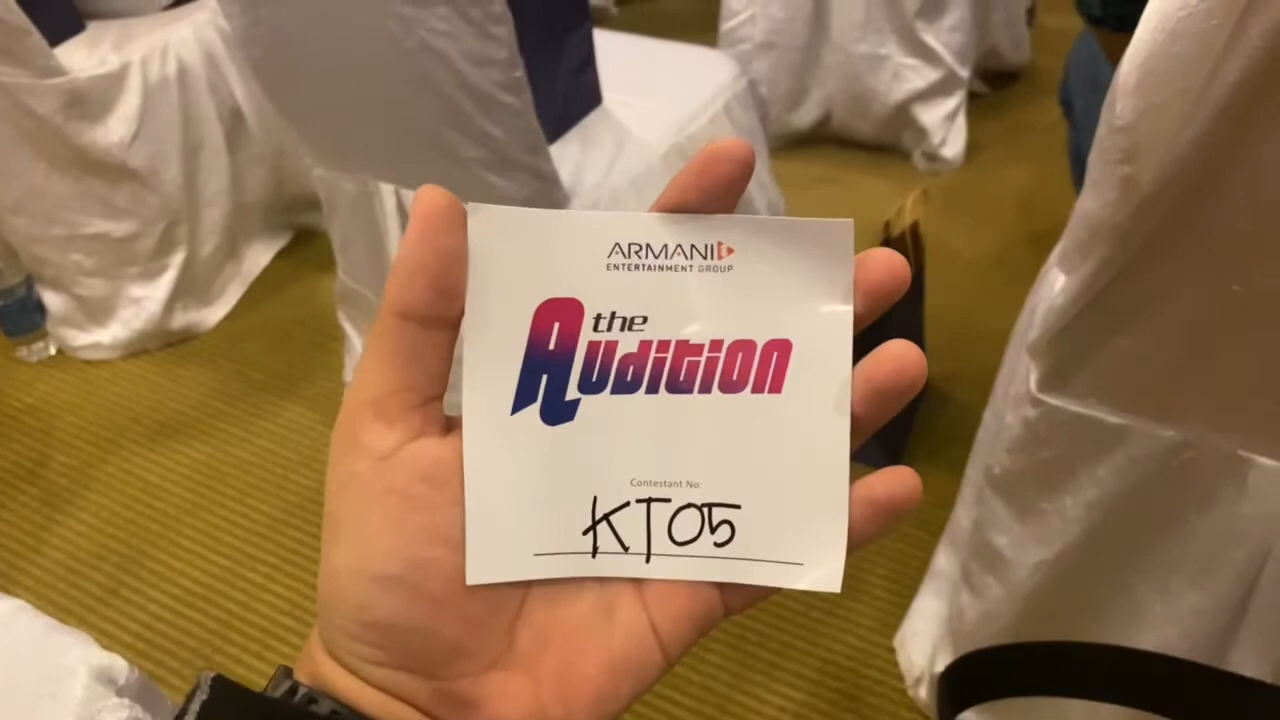 ARMANI
ENTERTAINMENT GROUP
the
Audition
Contestant No:
KT05